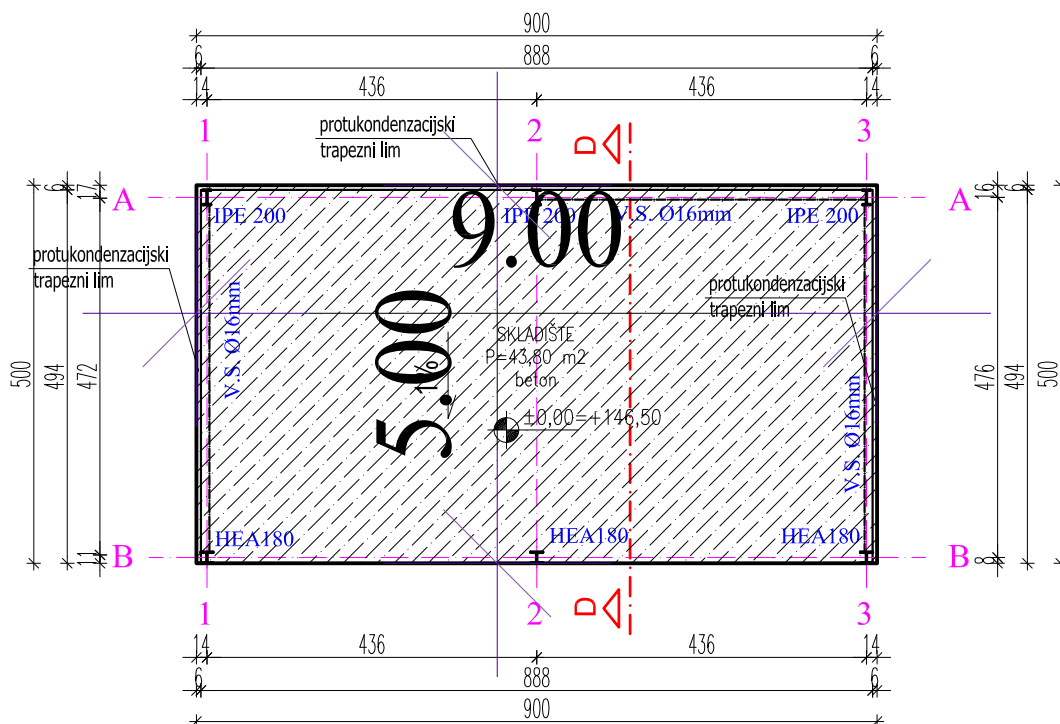 900
6 888 6
14 436 436 14
1 2 3
protukondenzacijski
trapezni lim
D
A A
IPE 200 IPE 200 V.S. Ø16mm IPE 200
9.00
protukondenzacijski
trapezni lim
protukondenzacijski
trapezni lim
V.S. Ø16mm
5.00
1%
SKLADIŠTE
P=43,80 m2
beton
±0,00=+146,50
V.S. Ø16mm
500 494 472
6 17
11
16 6
476 494 500
8
HEA180 HEA180 HEA180
B B
D
1 2 3
14 436 436 14
6 888 6
900